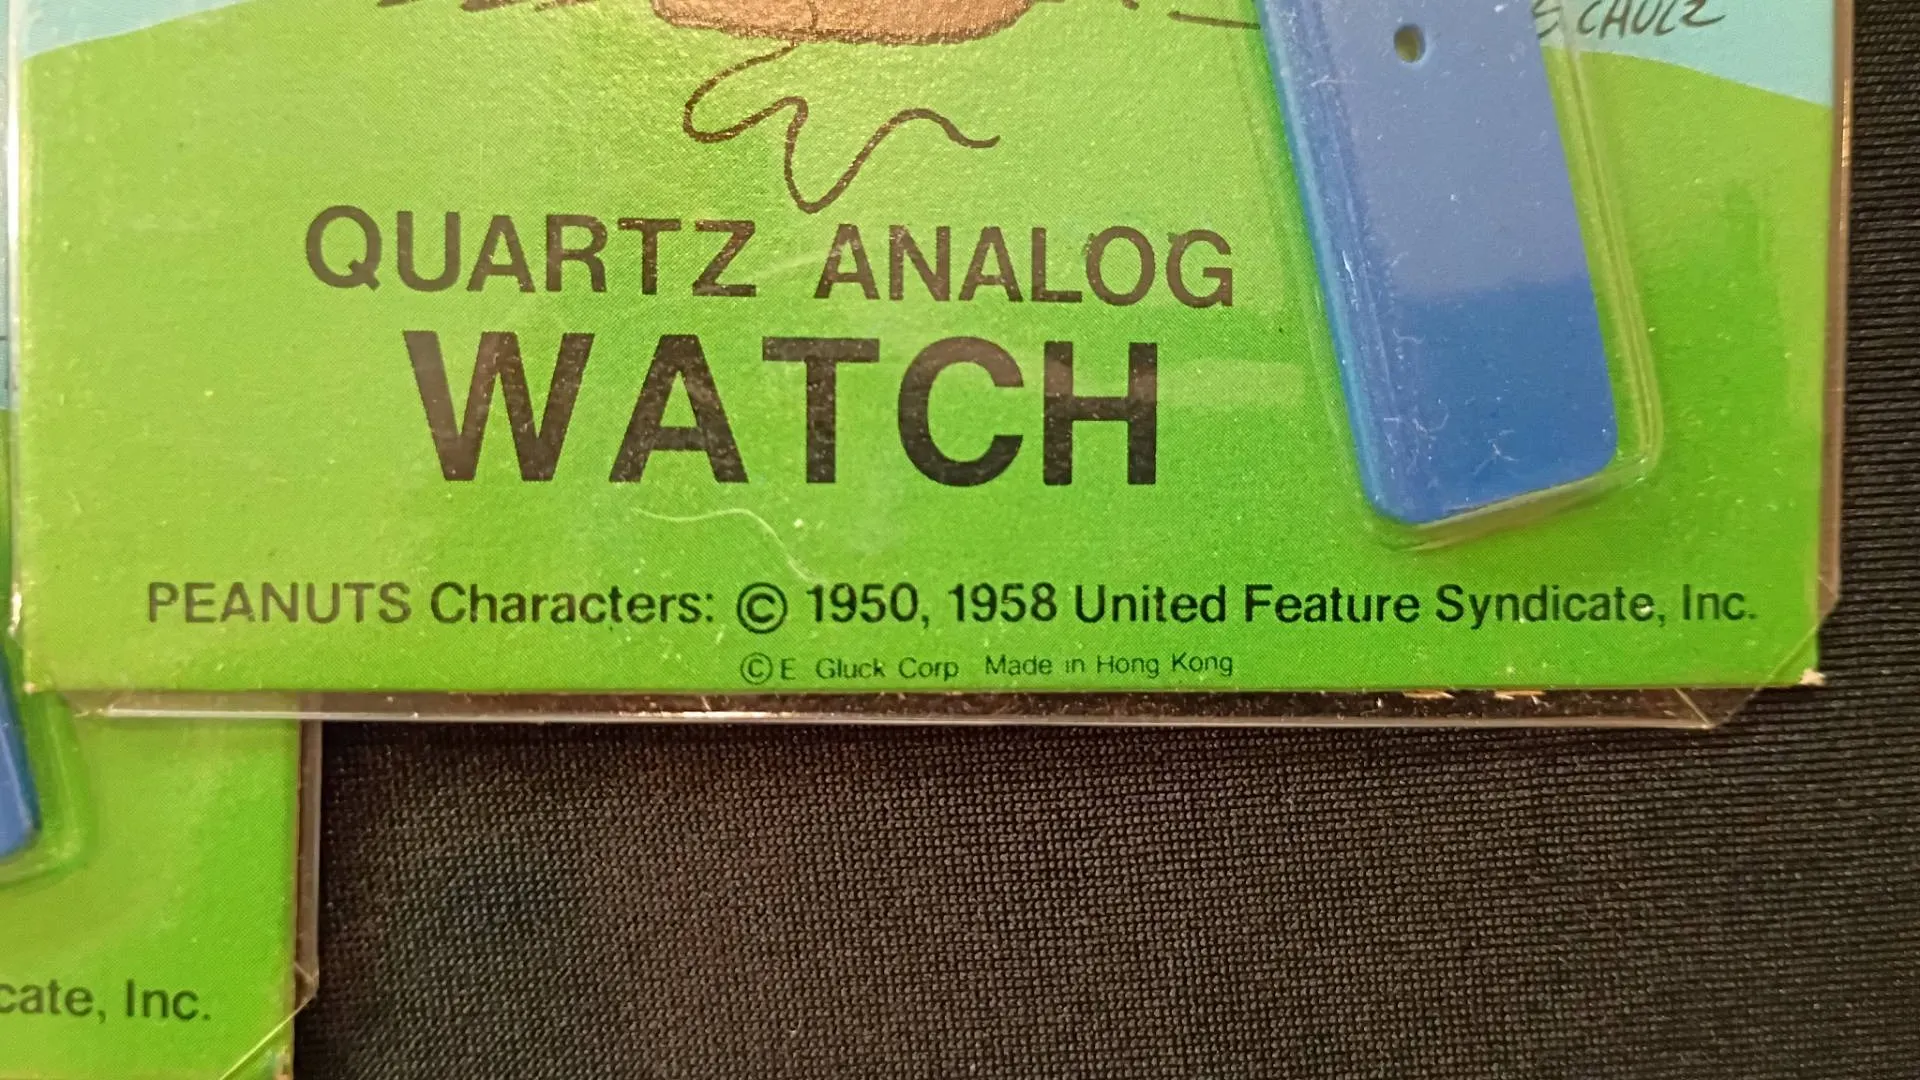 SCHULZ
QUARTZ ANALOG
WATCH
PEANUTS Characters: © 1950, 1958 United Feature Syndicate, Inc.
© E Gluck Corp Made in Hong Kong
cate, Inc.